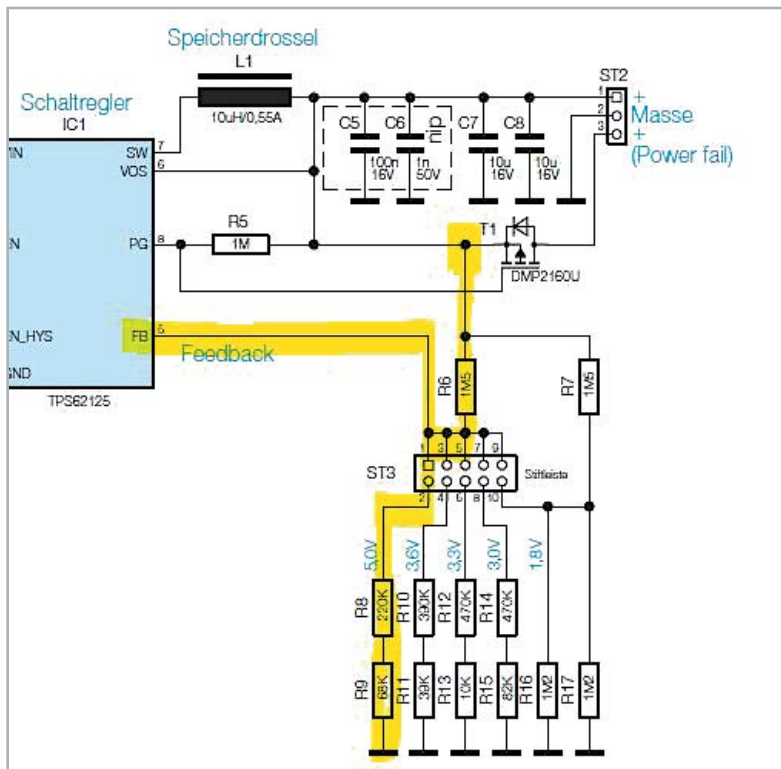 Speicherdrossel
L1
10uH/0,55A
Schaltregler
IC1
SW
7
VOS
6
PG
8
FB
5
N_HYS
GND
TPS62125
Feedback
R5
1M
C5
100n
16V
C6
1n
50V
dip
C7
10u
16V
C8
10u
16V
ST2
1
2
3
+
Masse
+
(Power fail)
T1
DMP2160U
R6
1M5
R7
1M5
ST3
1
3
5
7
9
2
4
6
8
10
Stiftleiste
5,0V
3,6V
3,3V
3,0V
1,8V
R8
220K
R10
390K
R12
470K
R14
470K
R9
68K
R11
39K
R13
10K
R15
82K
R16
1M2
R17
1M2